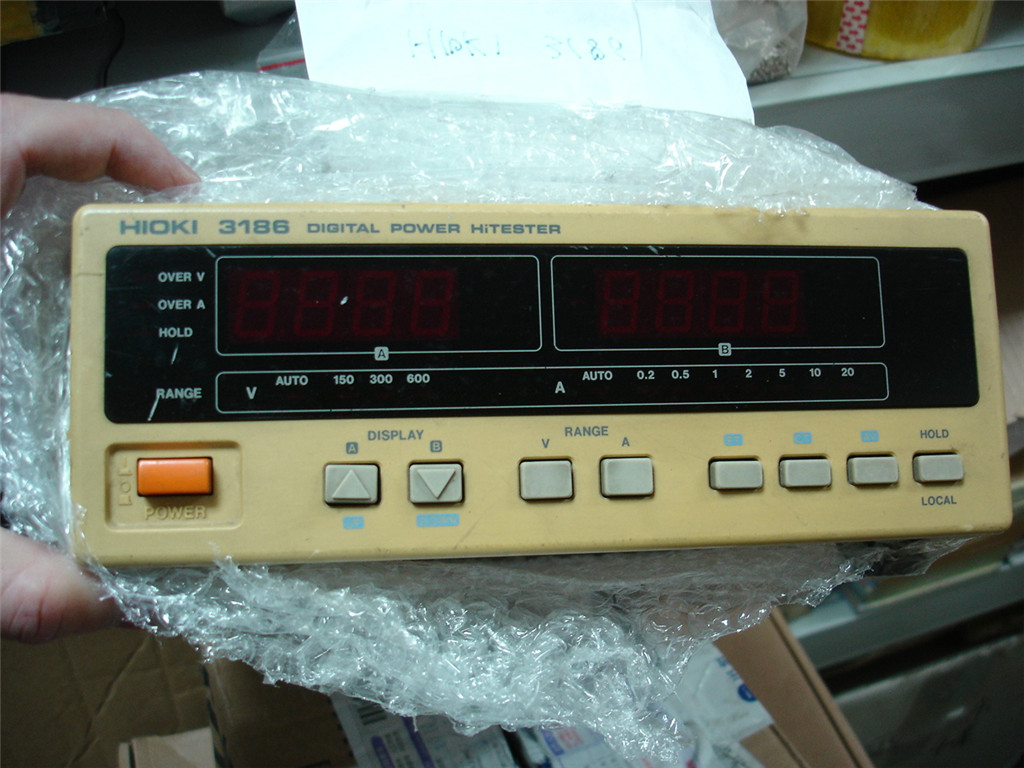 HIOKI 3186 DIGITAL POWER HiTESTER
OVER V
OVER A
HOLD
A
B
RANGE V AUTO 150 300 600 A AUTO 0.2 0.5 1 2 5 10 20
DISPLAY RANGE HOLD
A B V A
POWER
LOCAL